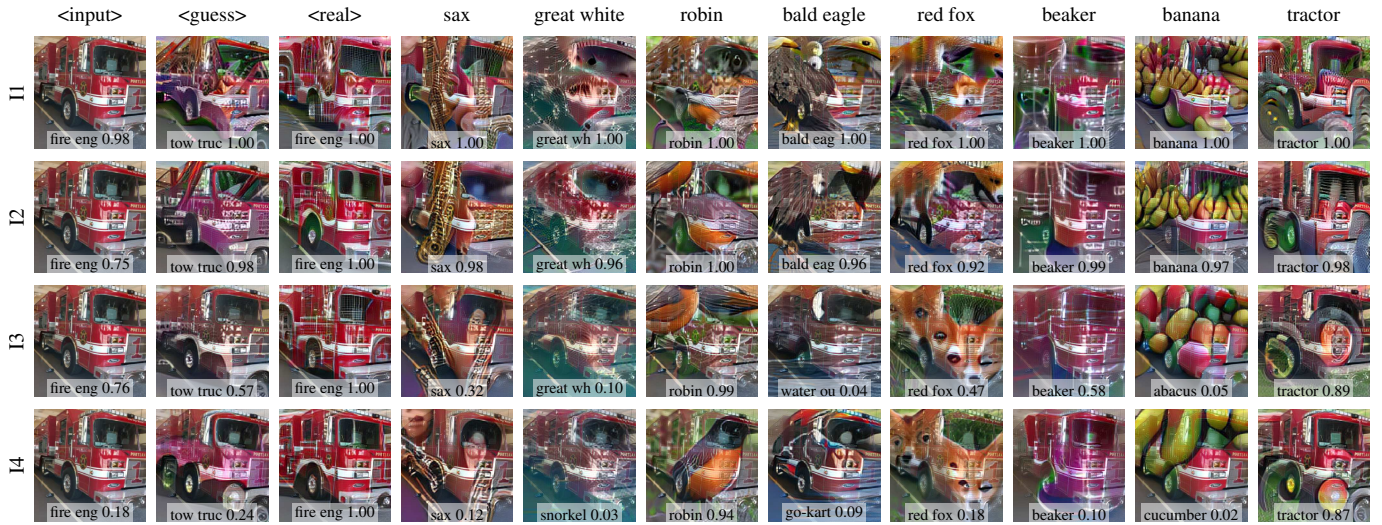 <input> <guess> <real> sax great white robin bald eagle red fox beaker banana tractor
I1
fire eng 0.98 tow truc 1.00 fire eng 1.00 sax 1.00 great wh 1.00 robin 1.00 bald eag 1.00 red fox 1.00 beaker 1.00 banana 1.00 tractor 1.00
I2
fire eng 0.75 tow truc 0.98 fire eng 1.00 sax 0.98 great wh 0.96 robin 1.00 bald eag 0.96 red fox 0.92 beaker 0.99 banana 0.97 tractor 0.98
I3
fire eng 0.76 tow truc 0.57 fire eng 1.00 sax 0.32 great wh 0.10 robin 0.99 water ou 0.04 red fox 0.47 beaker 0.58 abacus 0.05 tractor 0.89
I4
fire eng 0.18 tow truc 0.24 fire eng 1.00 sax 0.12 snorkel 0.03 robin 0.94 go-kart 0.09 red fox 0.18 beaker 0.10 cucumber 0.02 tractor 0.87